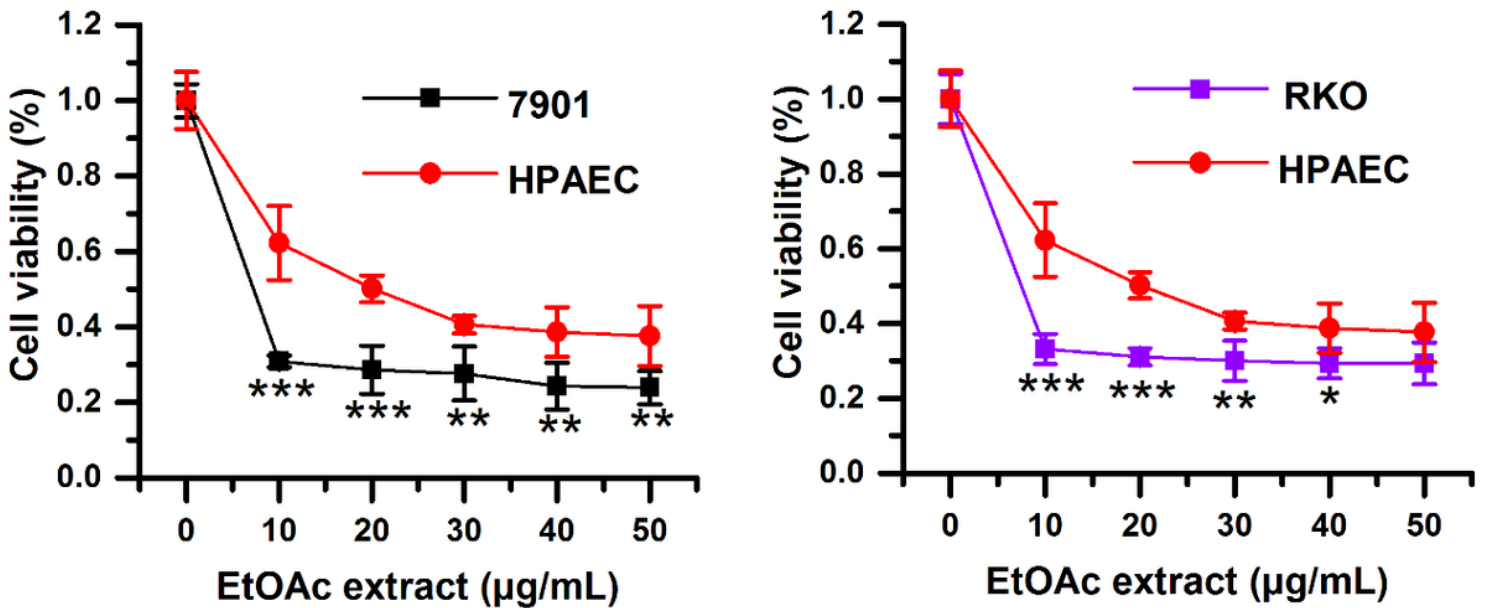 Cell viability (%)
1.2
1.0
0.8
0.6
0.4
0.2
0.0
7901
HPAEC
***
***
**
**
**
0 10 20 30 40 50
EtOAc extract (μg/mL)
Cell viability (%)
1.2
1.0
0.8
0.6
0.4
0.2
0.0
RKO
HPAEC
***
***
**
*
0 10 20 30 40 50
EtOAc extract (μg/mL)